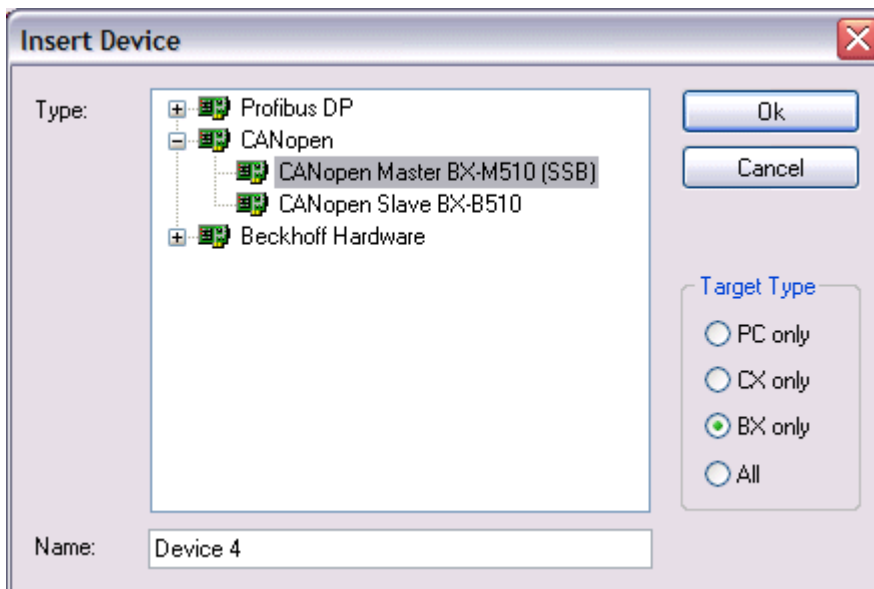 Insert Device
Type:
Profibus DP
CANopen
CANopen Master BX-M510 (SSB)
CANopen Slave BX-B510
Beckhoff Hardware
Ok
Cancel
Target Type
PC only
CX only
BX only
All
Name:
Device 4